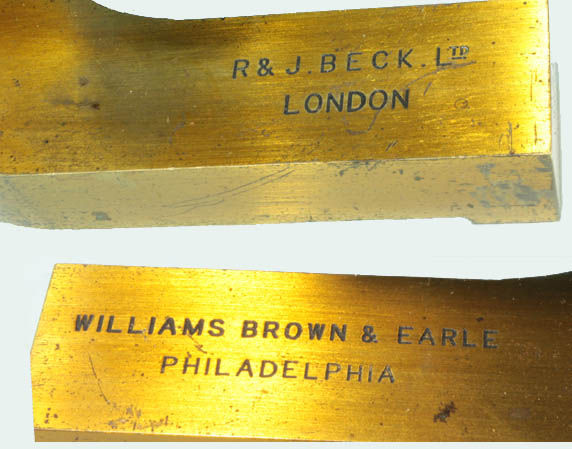 R & J. BECK. LTD
LONDON
WILLIAMS BROWN & EARLE
PHILADELPHIA